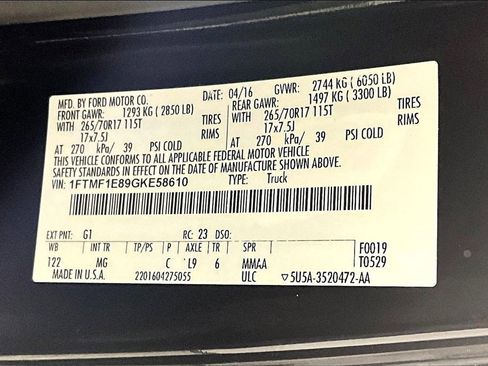 MFD. BY FORD MOTOR CO. DATE: 04/16 GVWR: 2744 KG ( 6050 LB)
FRONT GAWR: 1293 KG ( 2850 LB) REAR GAWR: 1497 KG ( 3300 LB)
WITH 265/70R17 115T TIRES WITH 265/70R17 115T TIRES
17x7.5J RIMS 17x7.5J RIMS
AT 270 kPa/ 39 PSI COLD AT 270 kPa/ 39 PSI COLD
THIS VEHICLE CONFORMS TO ALL APPLICABLE FEDERAL MOTOR VEHICLE
SAFETY STANDARDS IN EFFECT ON THE DATE OF MANUFACTURE SHOWN ABOVE.
VIN: 1FTMF1E89GKE58610 TYPE: Truck
EXT PNT: G1 RC: 23 DSO:
WB INT TR TP/PS P AXLE TR SPR F0019
122 MG C L9 6 MMAA T0529
MADE IN U.S.A. 2201604275055 ULC ▽5U5A-3520472-AA